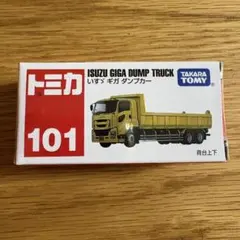 トミカ
101
ISUZU GIGA DUMP TRUCK
いすゞ ギガ ダンプカー
TAKARA
TOMY
荷台上下